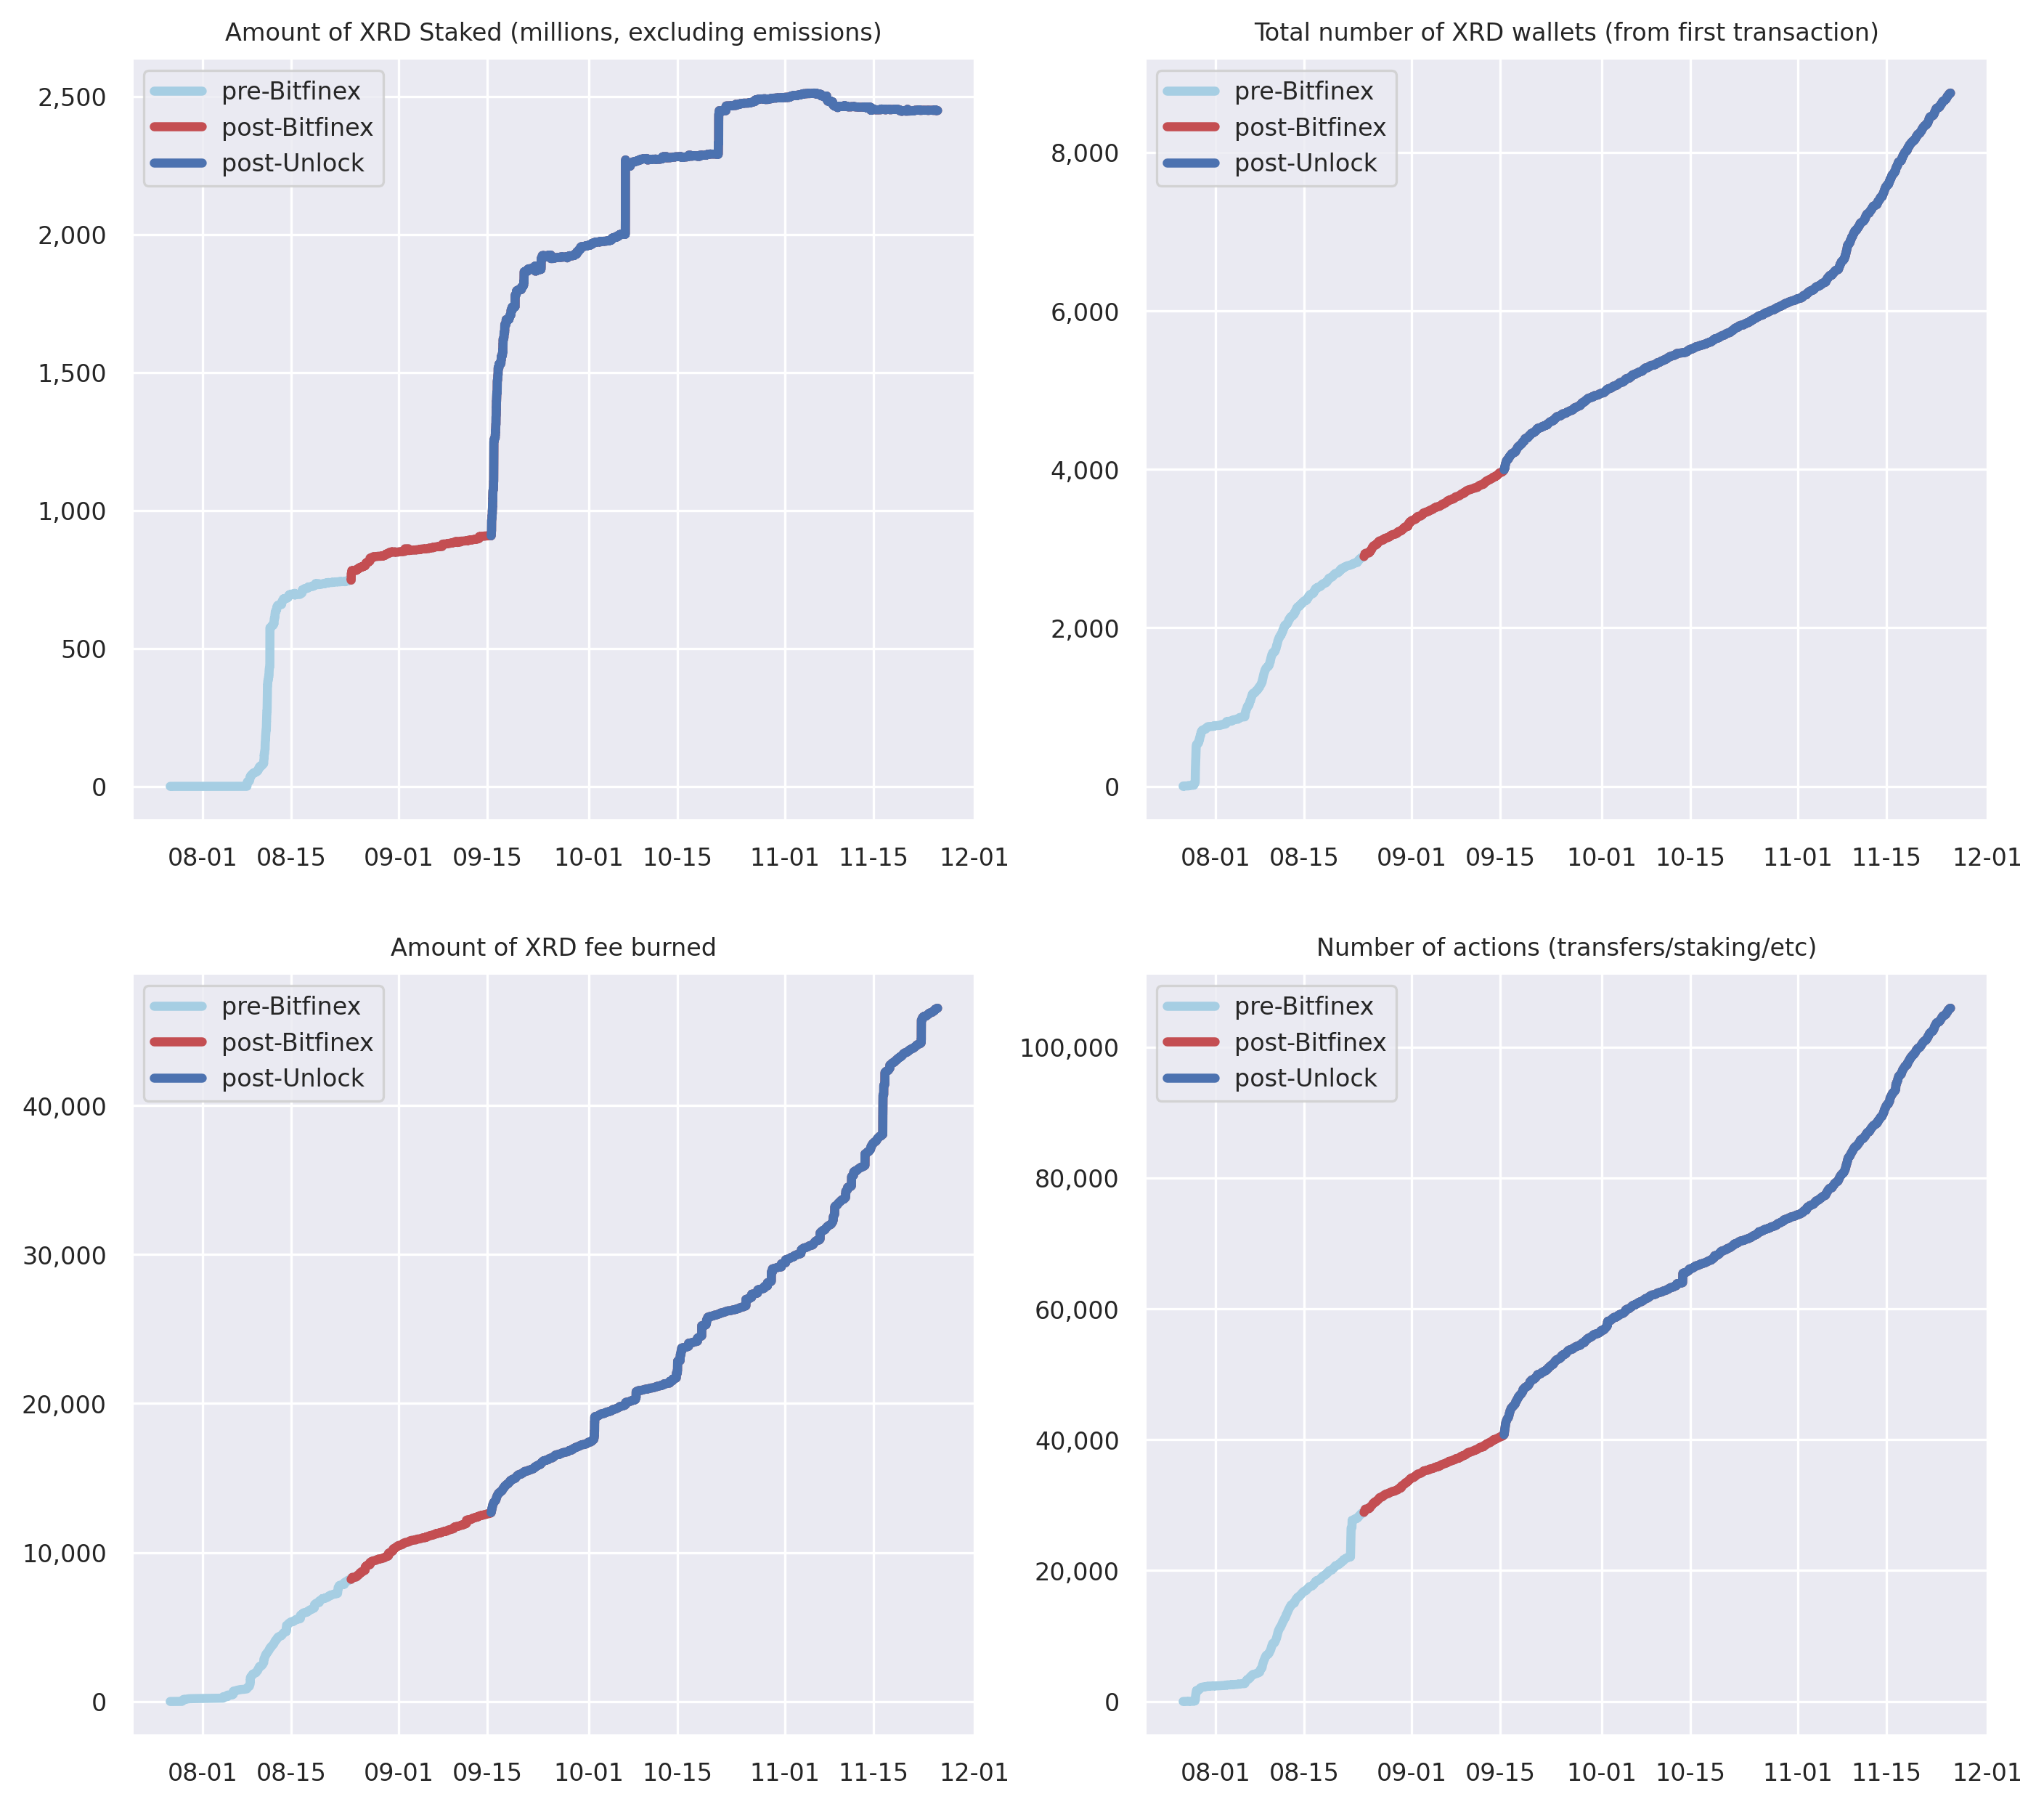 Amount of XRD Staked (millions, excluding emissions)
pre-Bitfinex
post-Bitfinex
post-Unlock
2,500
2,000
1,500
1,000
500
0
08-01 08-15 09-01 09-15 10-01 10-15 11-01 11-15 12-01
Total number of XRD wallets (from first transaction)
pre-Bitfinex
post-Bitfinex
post-Unlock
8,000
6,000
4,000
2,000
0
08-01 08-15 09-01 09-15 10-01 10-15 11-01 11-15 12-01
Amount of XRD fee burned
pre-Bitfinex
post-Bitfinex
post-Unlock
40,000
30,000
20,000
10,000
0
08-01 08-15 09-01 09-15 10-01 10-15 11-01 11-15 12-01
Number of actions (transfers/staking/etc)
pre-Bitfinex
post-Bitfinex
post-Unlock
100,000
80,000
60,000
40,000
20,000
0
08-01 08-15 09-01 09-15 10-01 10-15 11-01 11-15 12-01